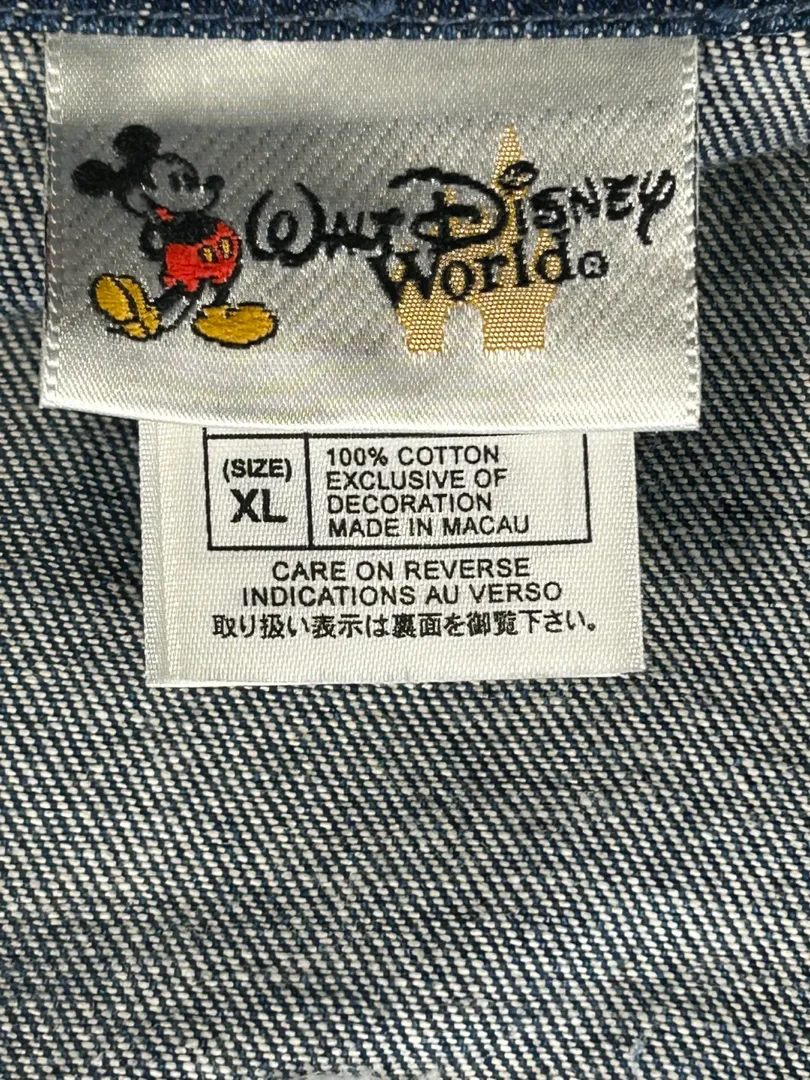 Walt Disney
World®
(SIZE)
XL
100% COTTON
EXCLUSIVE OF
DECORATION
MADE IN MACAU
CARE ON REVERSE
INDICATIONS AU VERSO
取り扱い表示は裏面を御覧下さい。